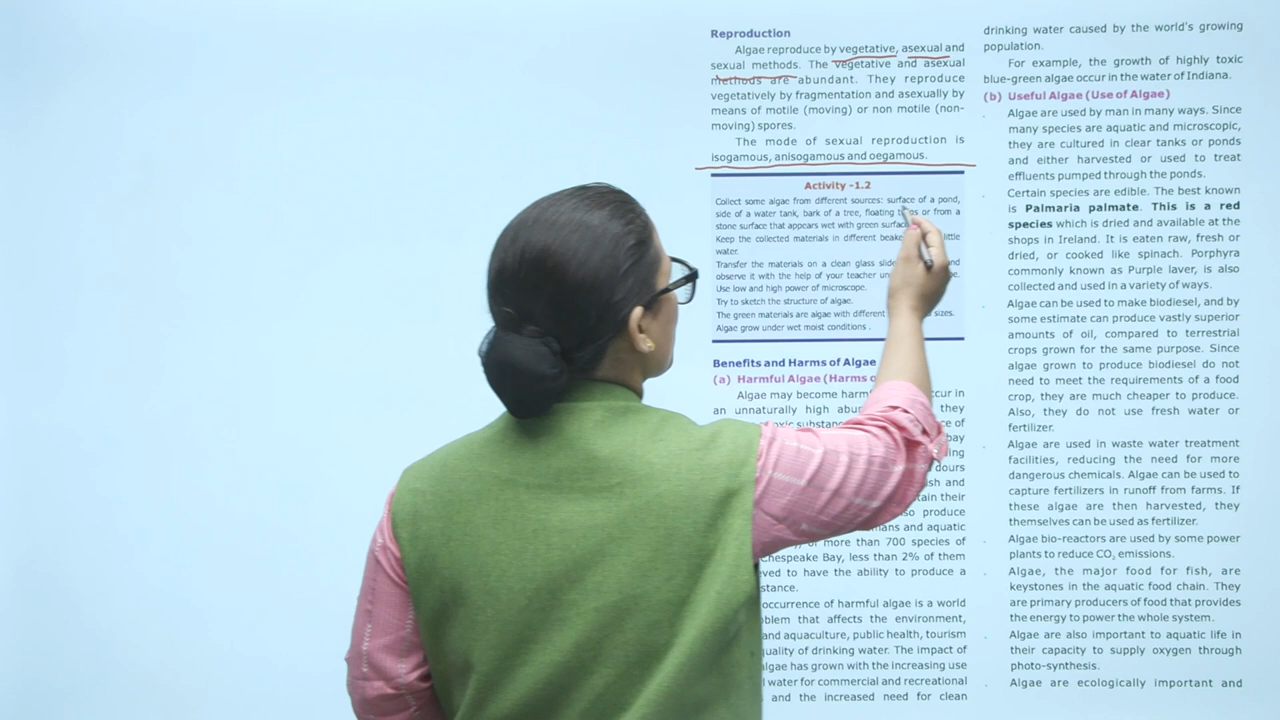 Reproduction
Algae reproduce by vegetative, asexual and
sexual methods. The vegetative and asexual
methods are abundant. They reproduce
vegetatively by fragmentation and asexually by
means of motile (moving) or non motile (non-
moving) spores.
The mode of sexual reproduction is
isogamous, anisogamous and oegamous.
Activity -1.2
Collect some algae from different sources: surface of a pond,
side of a water tank, bark of a tree, floating or from a
stone surface that appears wet with green surface
Keep the collected materials in different little
water.
Transfer the materials on a clean glass and
observe it with the help of your teacher
Use low and high power of microscope.
Try to sketch the structure of algae.
The green materials are algae with different sizes.
Algae grow under wet moist conditions .
Benefits and Harms of Algae
(a) Harmful Algae (Harms
Algae may become occur in
an unnaturally high they
substance of
bay
fish and
their
produce
humans and aquatic
more than 700 species of
Chespeake Bay, less than 2% of them
to have the ability to produce a
occurrence of harmful algae is a world
problem that affects the environment,
and aquaculture, public health, tourism
quality of drinking water. The impact of
algae has grown with the increasing use
water for commercial and recreational
and the increased need for clean
drinking water caused by the world's growing
population.
For example, the growth of highly toxic
blue-green algae occur in the water of Indiana.
(b) Useful Algae (Use of Algae)
Algae are used by man in many ways. Since
many species are aquatic and microscopic,
they are cultured in clear tanks or ponds
and either harvested or used to treat
effluents pumped through the ponds.
Certain species are edible. The best known
is Palmaria palmate. This is a red
species which is dried and available at the
shops in Ireland. It is eaten raw, fresh or
dried, or cooked like spinach. Porphyra
commonly known as Purple laver, is also
collected and used in a variety of ways.
Algae can be used to make biodiesel, and by
some estimate can produce vastly superior
amounts of oil, compared to terrestrial
crops grown for the same purpose. Since
algae grown to produce biodiesel do not
need to meet the requirements of a food
crop, they are much cheaper to produce.
Also, they do not use fresh water or
fertilizer.
Algae are used in waste water treatment
facilities, reducing the need for more
dangerous chemicals. Algae can be used to
capture fertilizers in runoff from farms. If
these algae are then harvested, they
themselves can be used as fertilizer.
Algae bio-reactors are used by some power
plants to reduce CO₂ emissions.
Algae, the major food for fish, are
keystones in the aquatic food chain. They
are primary producers of food that provides
the energy to power the whole system.
Algae are also important to aquatic life in
their capacity to supply oxygen through
photo-synthesis.
Algae are ecologically important and